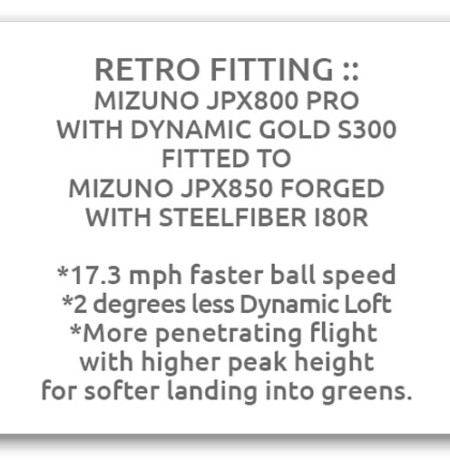 RETRO FITTING ::
MIZUNO JPX800 PRO
WITH DYNAMIC GOLD S300
FITTED TO
MIZUNO JPX850 FORGED
WITH STEELFIBER I80R
*17.3 mph faster ball speed
*2 degrees less Dynamic Loft
*More penetrating flight
with higher peak height
for softer landing into greens.